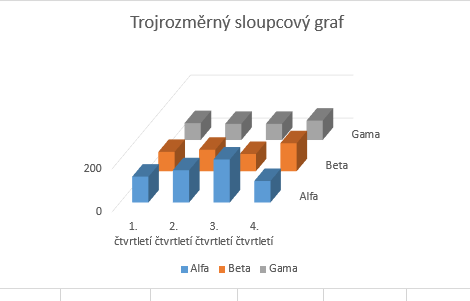 Trojrozměrný sloupcový graf
Gama
Beta
Alfa
200
0
1. 2. 3. 4.
čtvrtletí čtvrtletí čtvrtletí čtvrtletí
Alfa Beta Gama